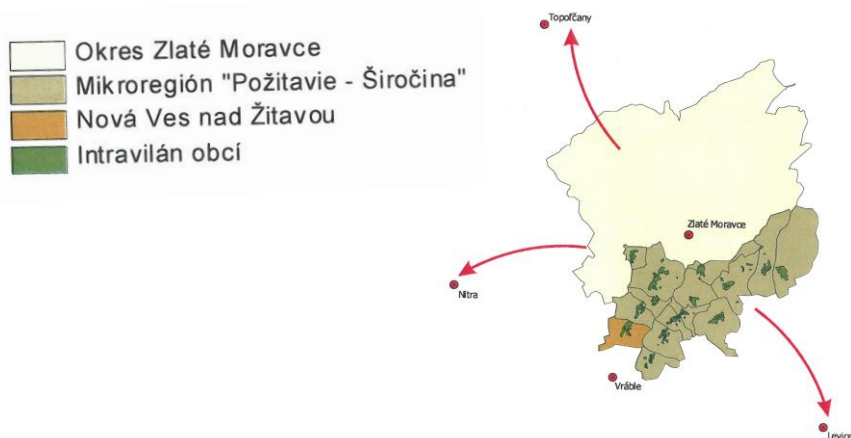 Okres Zlaté Moravce
Mikroregión "Požitavie - Širočina"
Nová Ves nad Žitavou
Intravilán obcí
Topoľčany
Zlaté Moravce
Nitra
Vráble